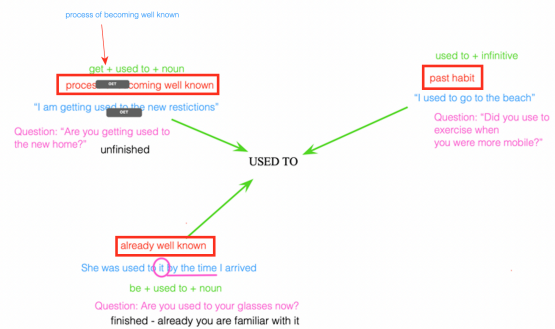 process of becoming well known
get + used to + noun
used to + infinitive
coming well known
past habit
"I am getting used to the new restictions"
"I used to go to the beach"
Question: "Are you getting used to
the new home?"
unfinished
Question: "Did you use to
exercise when
you were more mobile?"
USED TO
already well known
She was used to it by the time I arrived
be + used to + noun
Question: Are you used to your glasses now?
finished - already you are familiar with it